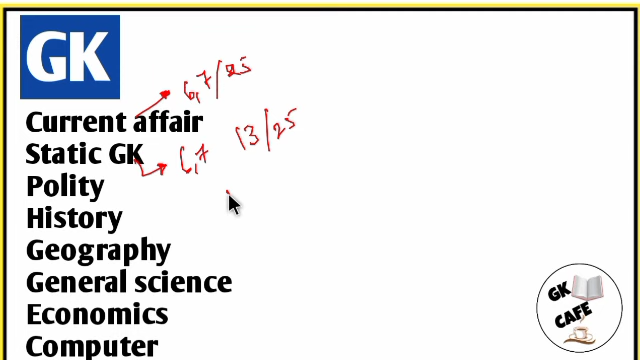 GK
6,7/25
Current affair
13/25
Static GK
6,7
Polity
History
Geography
General science
Economics
Computer
GK
CAFE